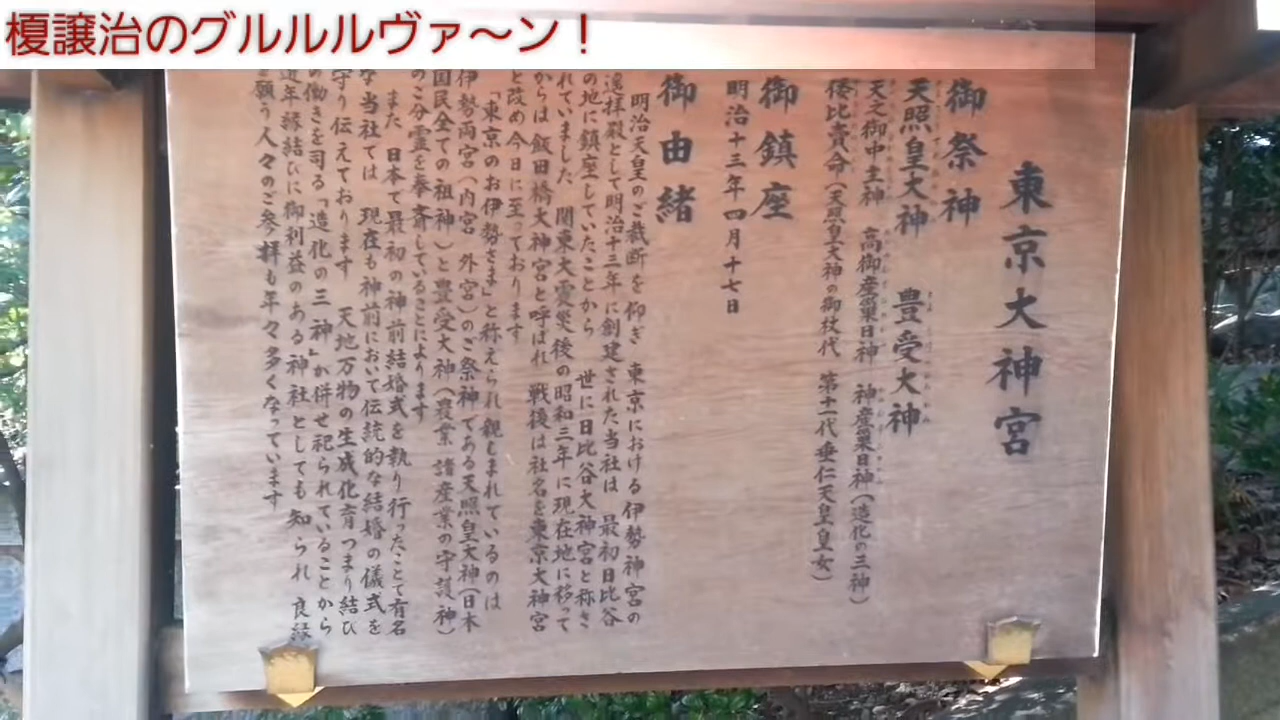 榎譲治のグルルルヴァ～ン！
東京大神宮
御祭神
天照皇大神　豊受大神
天之御中主神　高御産巣日神　神産巣日神（造化の三神）
倭比賣命（天照皇大神の御杖代　第十一代垂仁天皇皇女）
御鎮座
明治十三年四月十七日
御由緒
明治天皇のご裁断を仰ぎ　東京における伊勢神宮の
遥拝殿として明治十三年に創建された当社は　最初日比谷
の地に鎮座していたことから　世に日比谷大神宮と称さ
れていました　関東大震災後の昭和三年に現在地に移って
からは飯田橋大神宮と呼ばれ　戦後は社名を東京大神宮
と改め今日に至っております
「東京のお伊勢さま」と称えられ親しまれているのは
伊勢両宮（内宮　外宮）のご祭神である天照皇大神（日本
国民全ての祖神）と豊受大神（農業　諸産業の守護神）
のご分霊を奉斎していることによります
また　日本で最初の神前結婚式を執り行ったことで有名
な当社では　現在も神前において伝統的な結婚の儀式を
守り伝えております　天地万物の生成化育つまり結び
の働きを司る「造化の三神」が併せ祀られていることから
近年縁結びに御利益のある神社としても知られ　良縁
を願う人々のご参拝も年々多くなっています